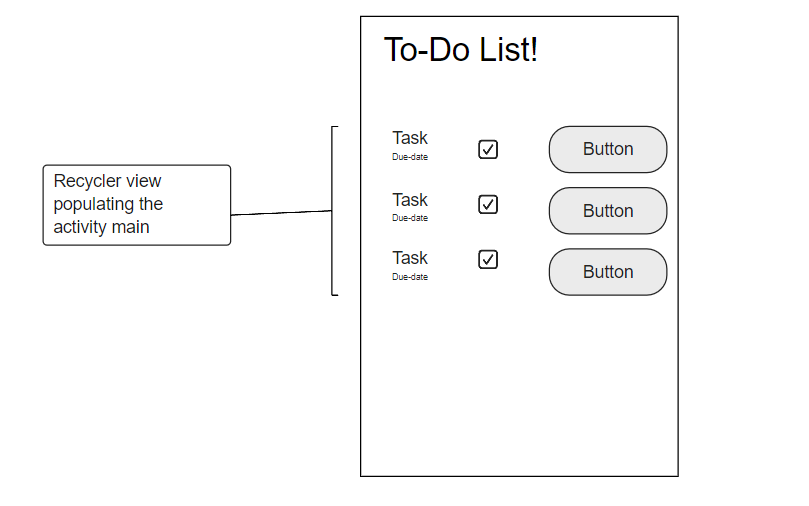 To-Do List!
Recycler view
populating the
activity main
Task
Due-date
Button
Task
Due-date
Button
Task
Due-date
Button